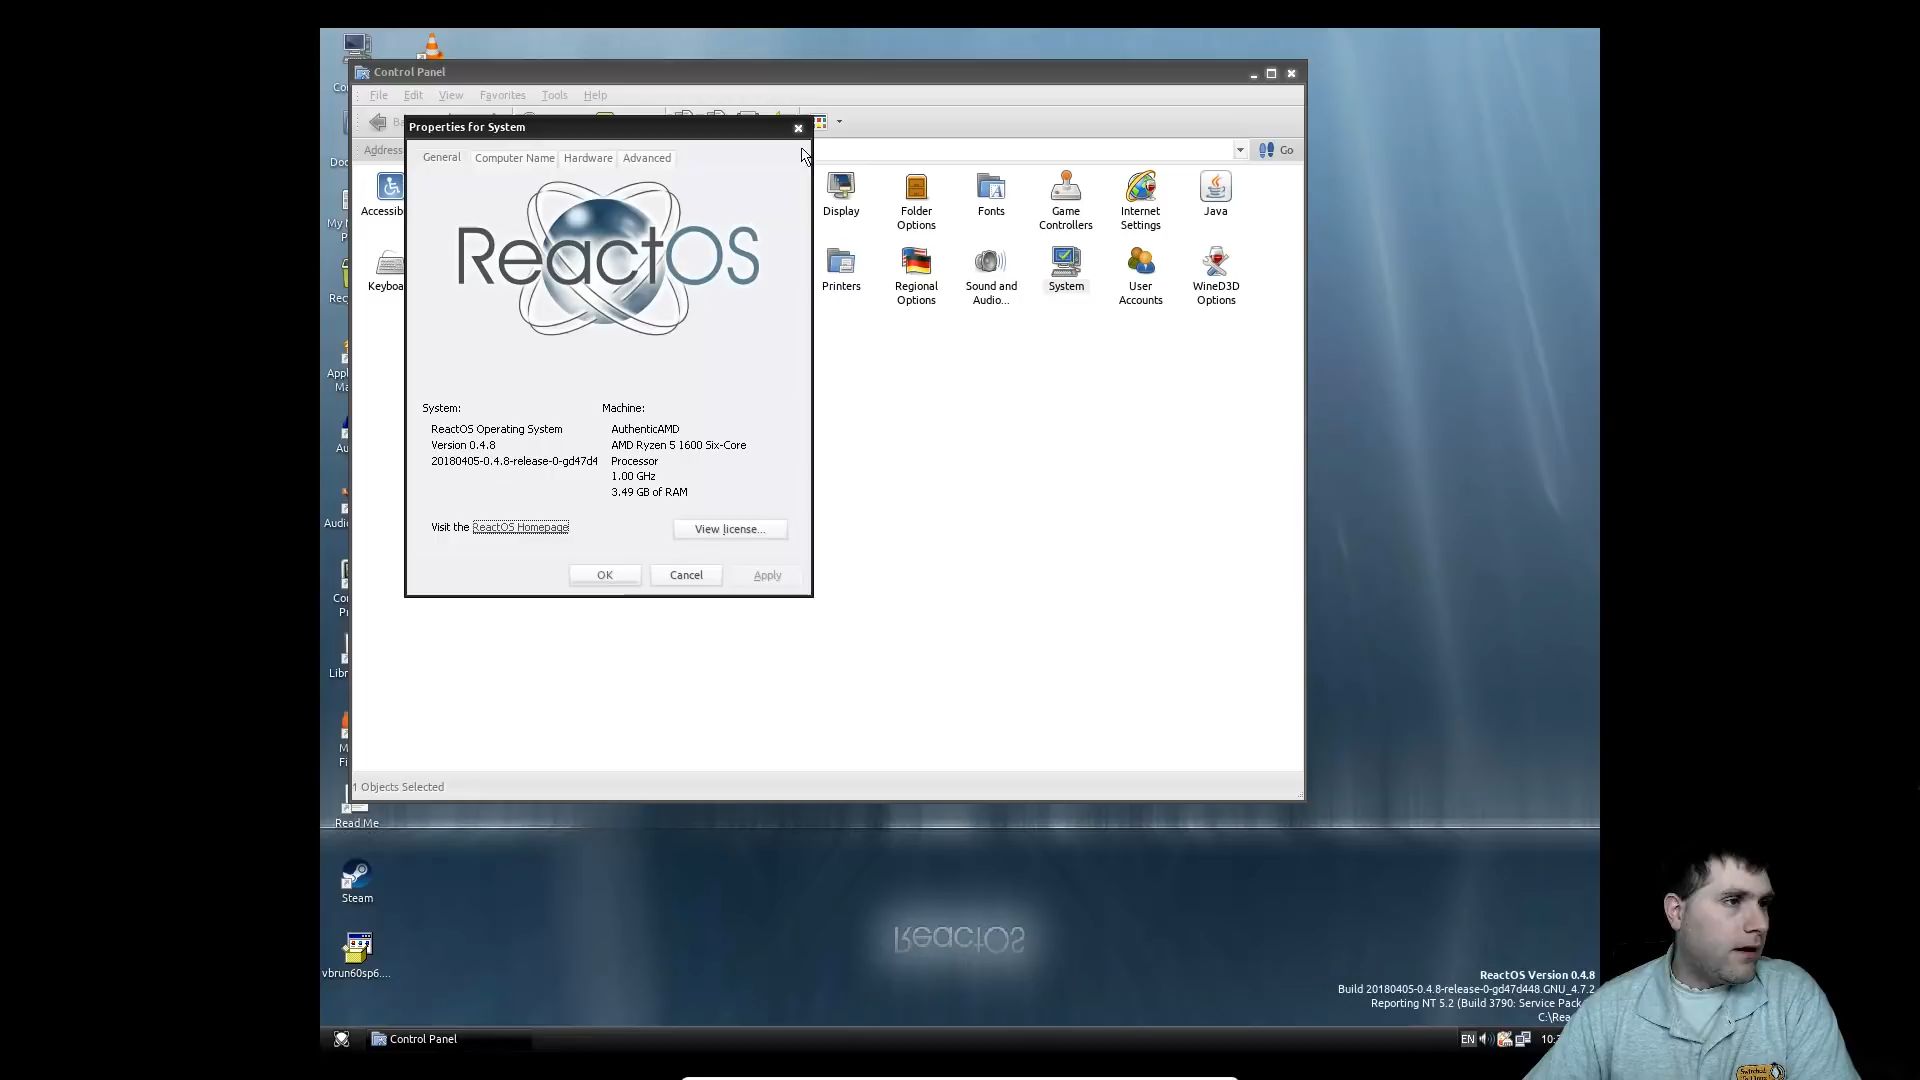 Control Panel
File Edit View Favorites Tools Help
Address
Go
Properties for System
General Computer Name Hardware Advanced
ReactOS
System:
ReactOS Operating System
Version 0.4.8
20180405-0.4.8-release-0-gd47d4
Machine:
AuthenticAMD
AMD Ryzen 5 1600 Six-Core
Processor
1.00 GHz
3.49 GB of RAM
Visit the ReactOS Homepage
View license...
OK Cancel Apply
Display
Folder
Options
Fonts
Game
Controllers
Internet
Settings
Java
Printers
Regional
Options
Sound and
Audio...
System
User
Accounts
WineD3D
Options
1 Objects Selected
Read Me
Steam
vbrun60sp6....
ReactOS
ReactOS Version 0.4.8
Build 20180405-0.4.8-release-0-gd47d448.GNU_4.7.2
Reporting NT 5.2 (Build 3790: Service Pack
Control Panel
EN